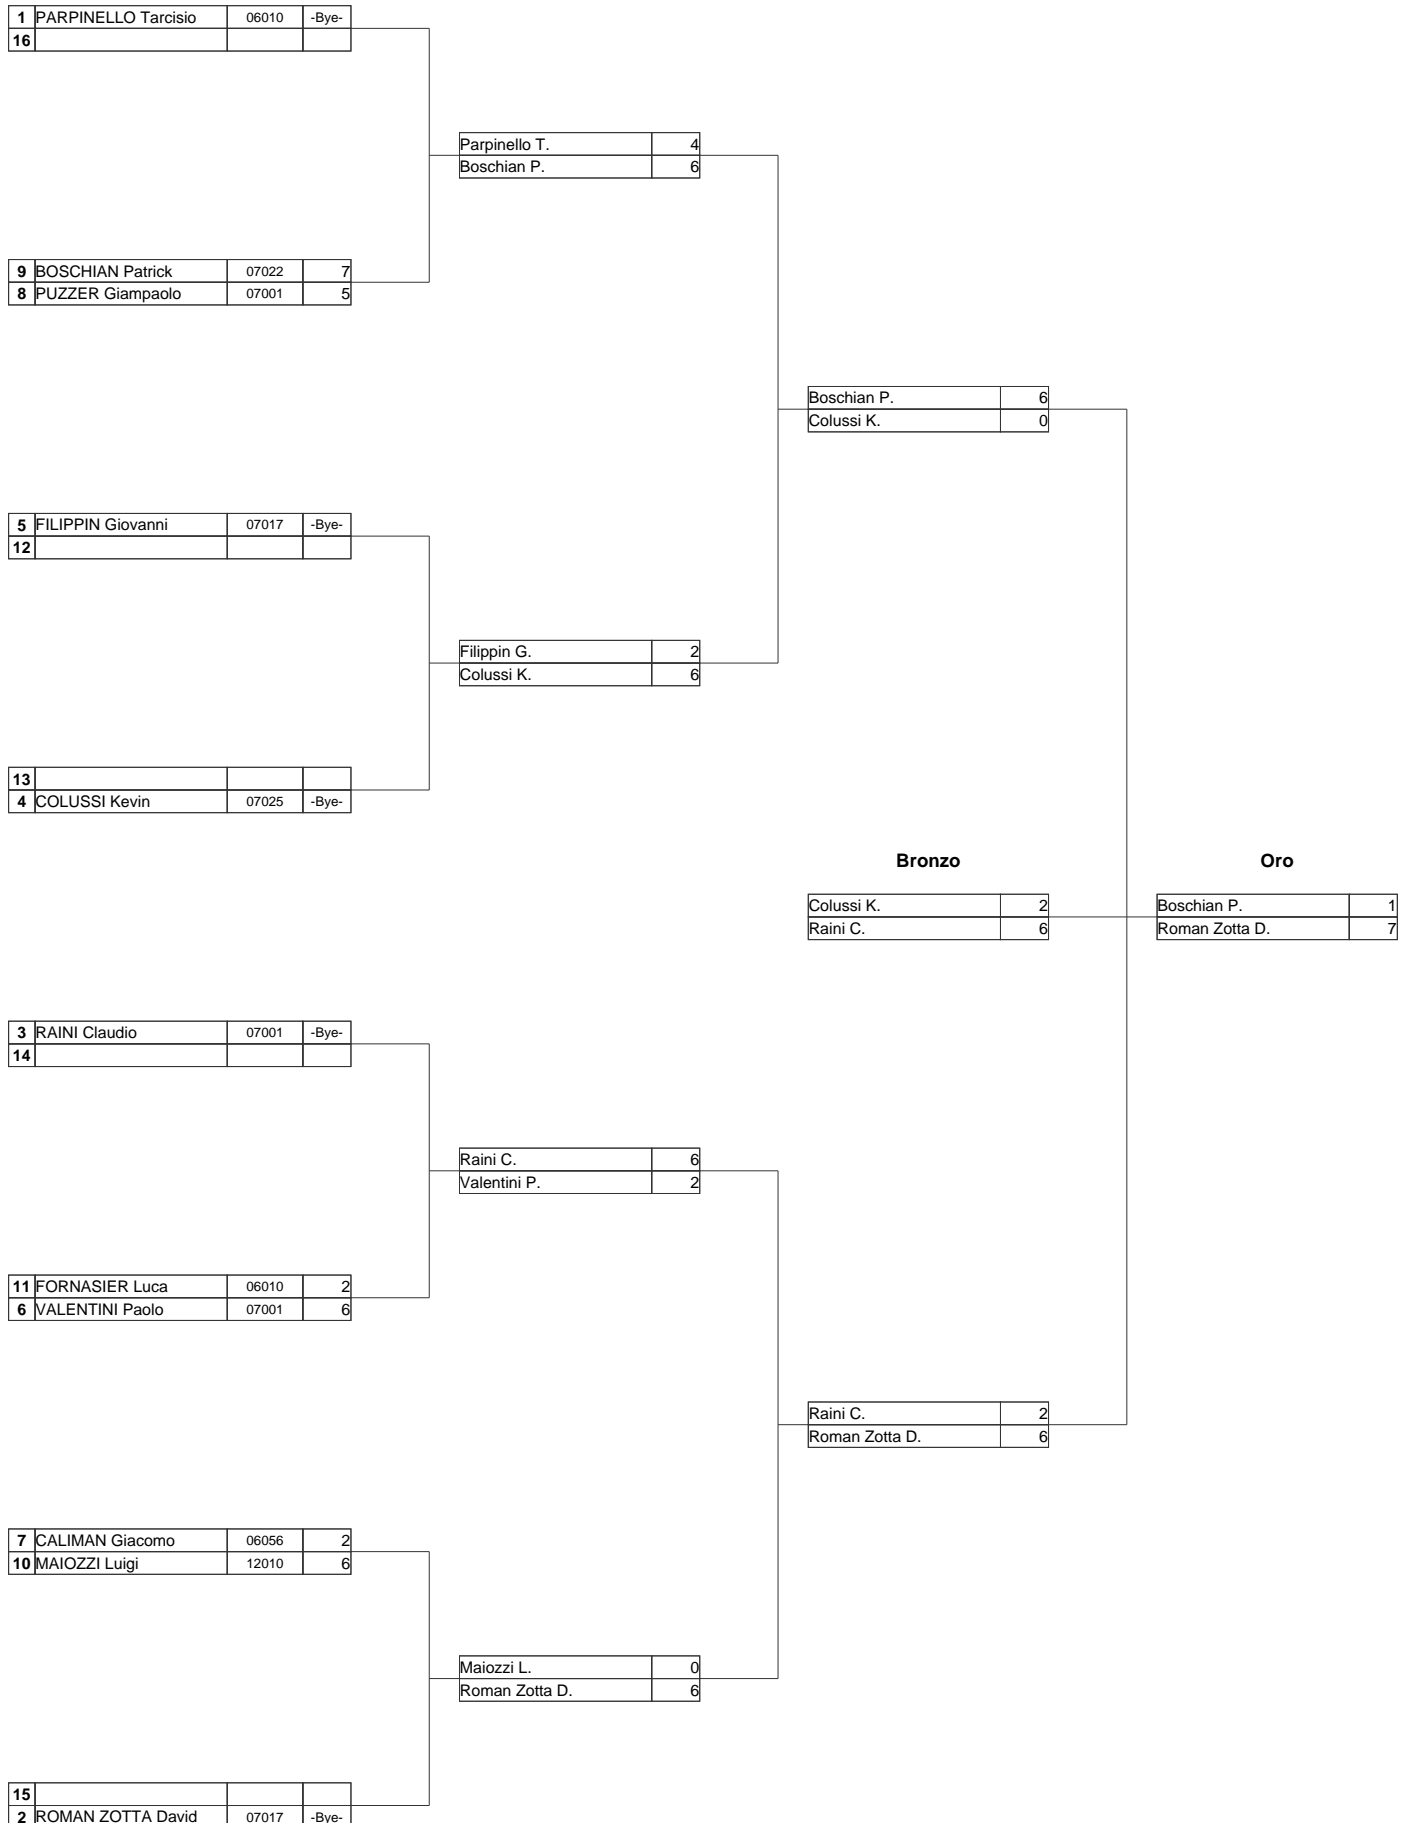 1 PARPINELLO Tarcisio 06010 -Bye-
16
Parpinello T. 4
Boschian P. 6
9 BOSCHIAN Patrick 07022 7
8 PUZZER Giampaolo 07001 5
Boschian P. 6
Colussi K. 0
5 FILIPPIN Giovanni 07017 -Bye-
12
Filippin G. 2
Colussi K. 6
13
4 COLUSSI Kevin 07025 -Bye-
Bronzo Oro
Colussi K. 2 Boschian P. 1
Raini C. 6 Roman Zotta D. 7
3 RAINI Claudio 07001 -Bye-
14
Raini C. 6
Valentini P. 2
11 FORNASIER Luca 06010 2
6 VALENTINI Paolo 07001 6
Raini C. 2
Roman Zotta D. 6
7 CALIMAN Giacomo 06056 2
10 MAIOZZI Luigi 12010 6
Maiozzi L. 0
Roman Zotta D. 6
15
2 ROMAN ZOTTA David 07017 -Bye-